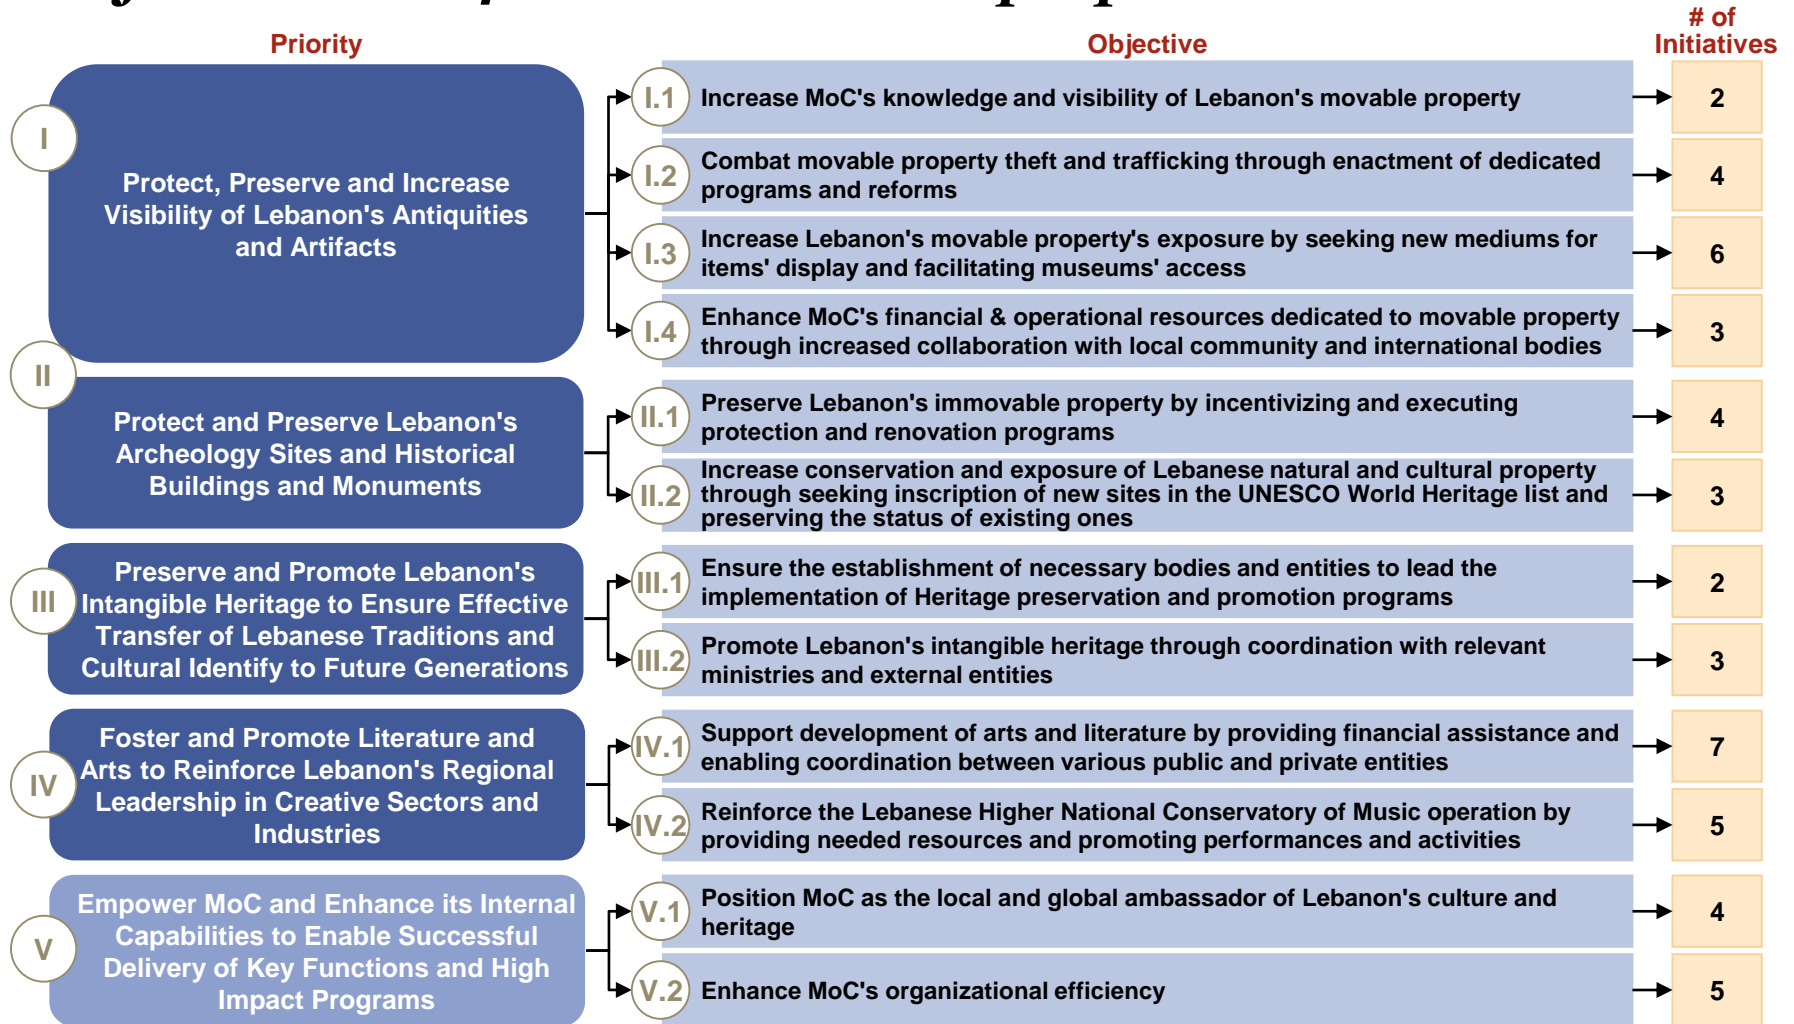 Priority
Objective
# of
Initiatives
I
Protect, Preserve and Increase
Visibility of Lebanon's Antiquities
and Artifacts
I.1
Increase MoC's knowledge and visibility of Lebanon's movable property
2
I.2
Combat movable property theft and trafficking through enactment of dedicated
programs and reforms
4
I.3
Increase Lebanon's movable property's exposure by seeking new mediums for
items' display and facilitating museums' access
6
I.4
Enhance MoC's financial & operational resources dedicated to movable property
through increased collaboration with local community and international bodies
3
II
Protect and Preserve Lebanon's
Archeology Sites and Historical
Buildings and Monuments
II.1
Preserve Lebanon's immovable property by incentivizing and executing
protection and renovation programs
4
II.2
Increase conservation and exposure of Lebanese natural and cultural property
through seeking inscription of new sites in the UNESCO World Heritage list and
preserving the status of existing ones
3
III
Preserve and Promote Lebanon's
Intangible Heritage to Ensure Effective
Transfer of Lebanese Traditions and
Cultural Identify to Future Generations
III.1
Ensure the establishment of necessary bodies and entities to lead the
implementation of Heritage preservation and promotion programs
2
III.2
Promote Lebanon's intangible heritage through coordination with relevant
ministries and external entities
3
IV
Foster and Promote Literature and
Arts to Reinforce Lebanon's Regional
Leadership in Creative Sectors and
Industries
IV.1
Support development of arts and literature by providing financial assistance and
enabling coordination between various public and private entities
7
IV.2
Reinforce the Lebanese Higher National Conservatory of Music operation by
providing needed resources and promoting performances and activities
5
V
Empower MoC and Enhance its Internal
Capabilities to Enable Successful
Delivery of Key Functions and High
Impact Programs
V.1
Position MoC as the local and global ambassador of Lebanon's culture and
heritage
4
V.2
Enhance MoC's organizational efficiency
5